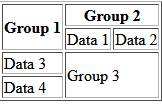 Group 1
Group 2
Data 1
Data 2
Data 3
Group 3
Data 4